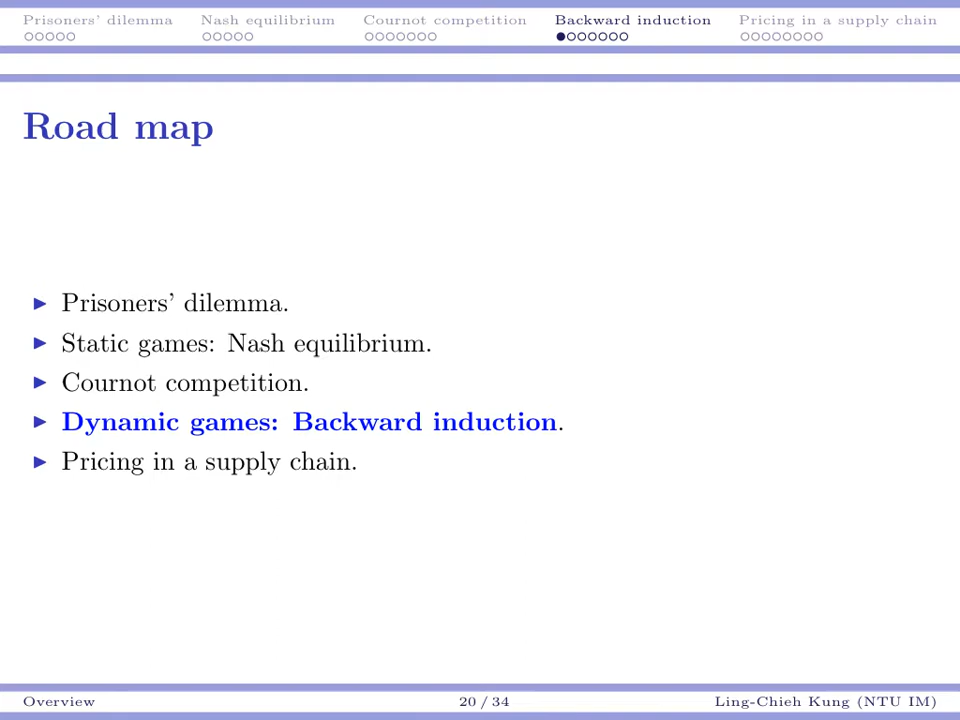 Prisoners' dilemma Nash equilibrium Cournot competition Backward induction Pricing in a supply chain
Road map
Prisoners' dilemma.
Static games: Nash equilibrium.
Cournot competition.
Dynamic games: Backward induction.
Pricing in a supply chain.
Overview 20 / 34 Ling-Chieh Kung (NTU IM)